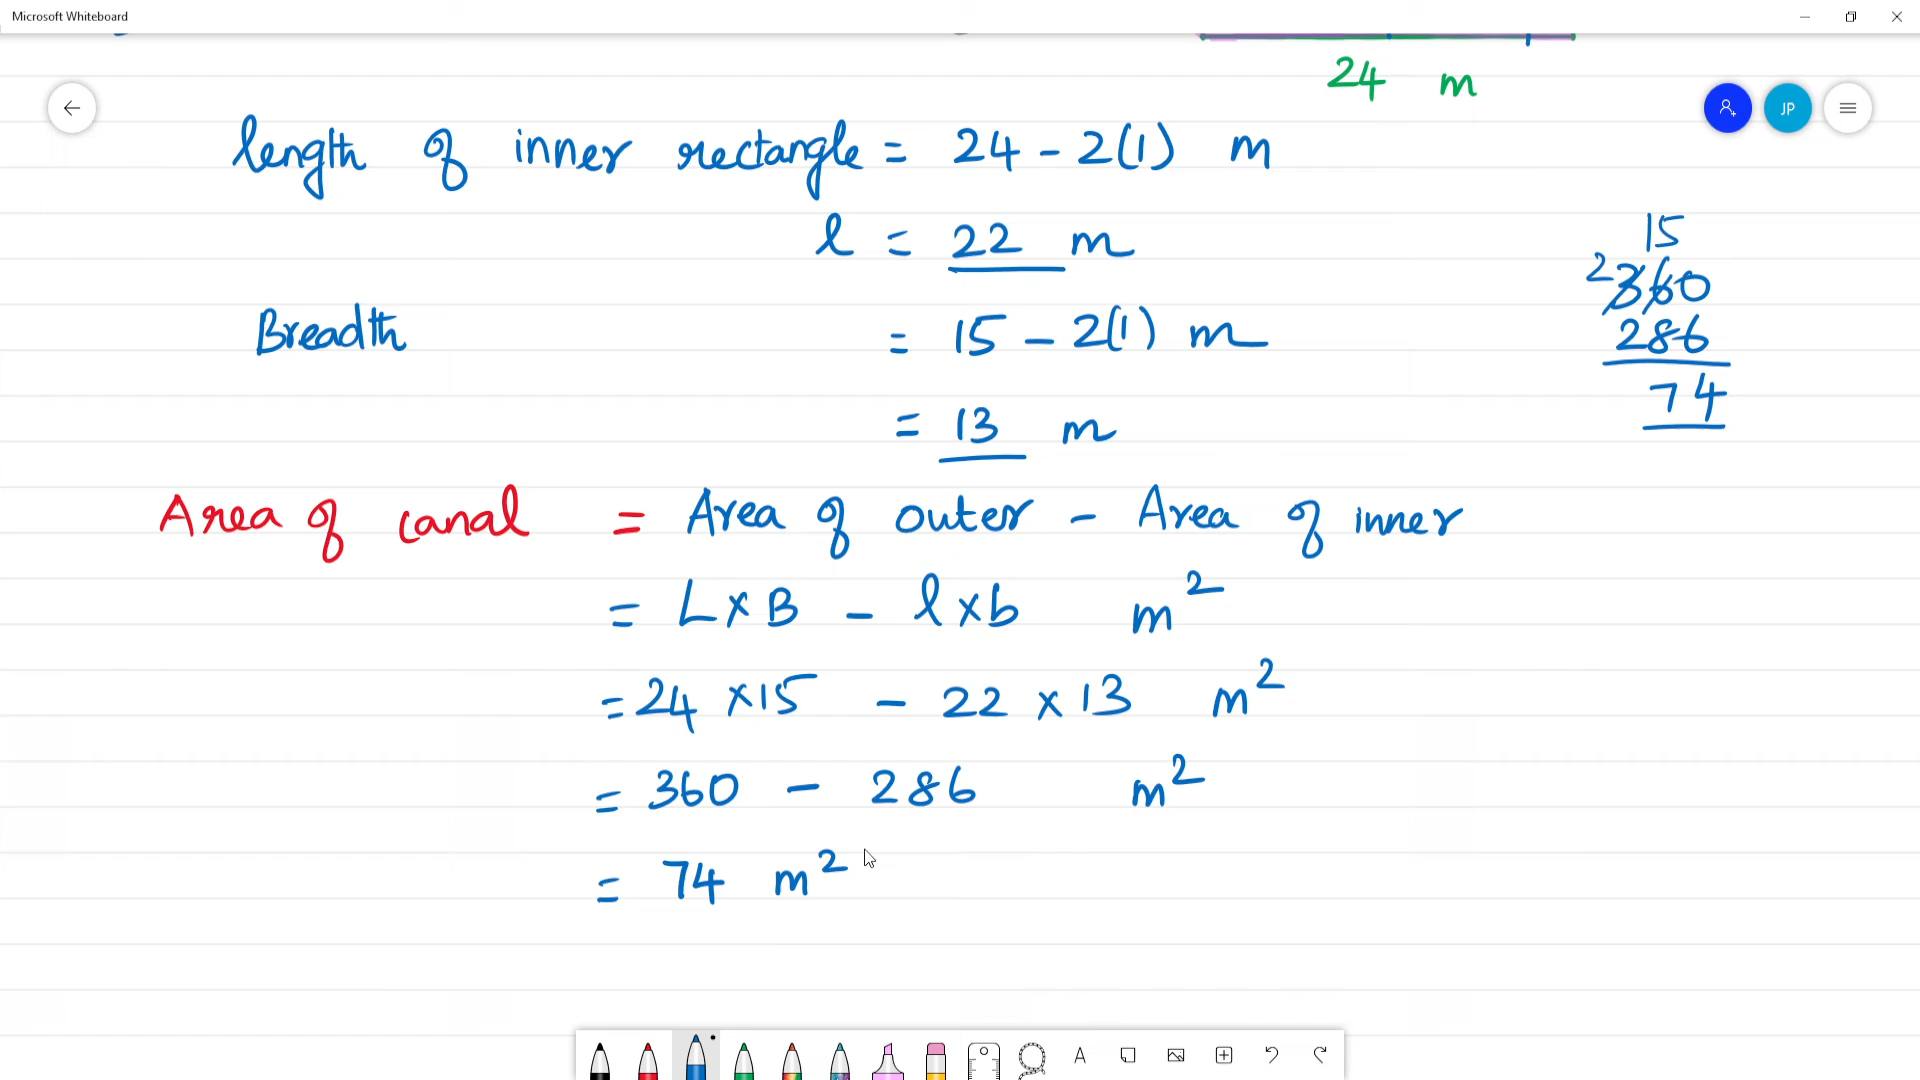 Microsoft Whiteboard
24 m
JP
length of inner rectangle = 24 - 2(1) m
l = 22 m
15
2 360
286
74
Breadth = 15 - 2(1) m
= 13 m
Area of canal = Area of outer - Area of inner
= L×B - l×b m²
= 24 ×15 - 22 × 13 m²
= 360 - 286 m²
= 74 m²
A